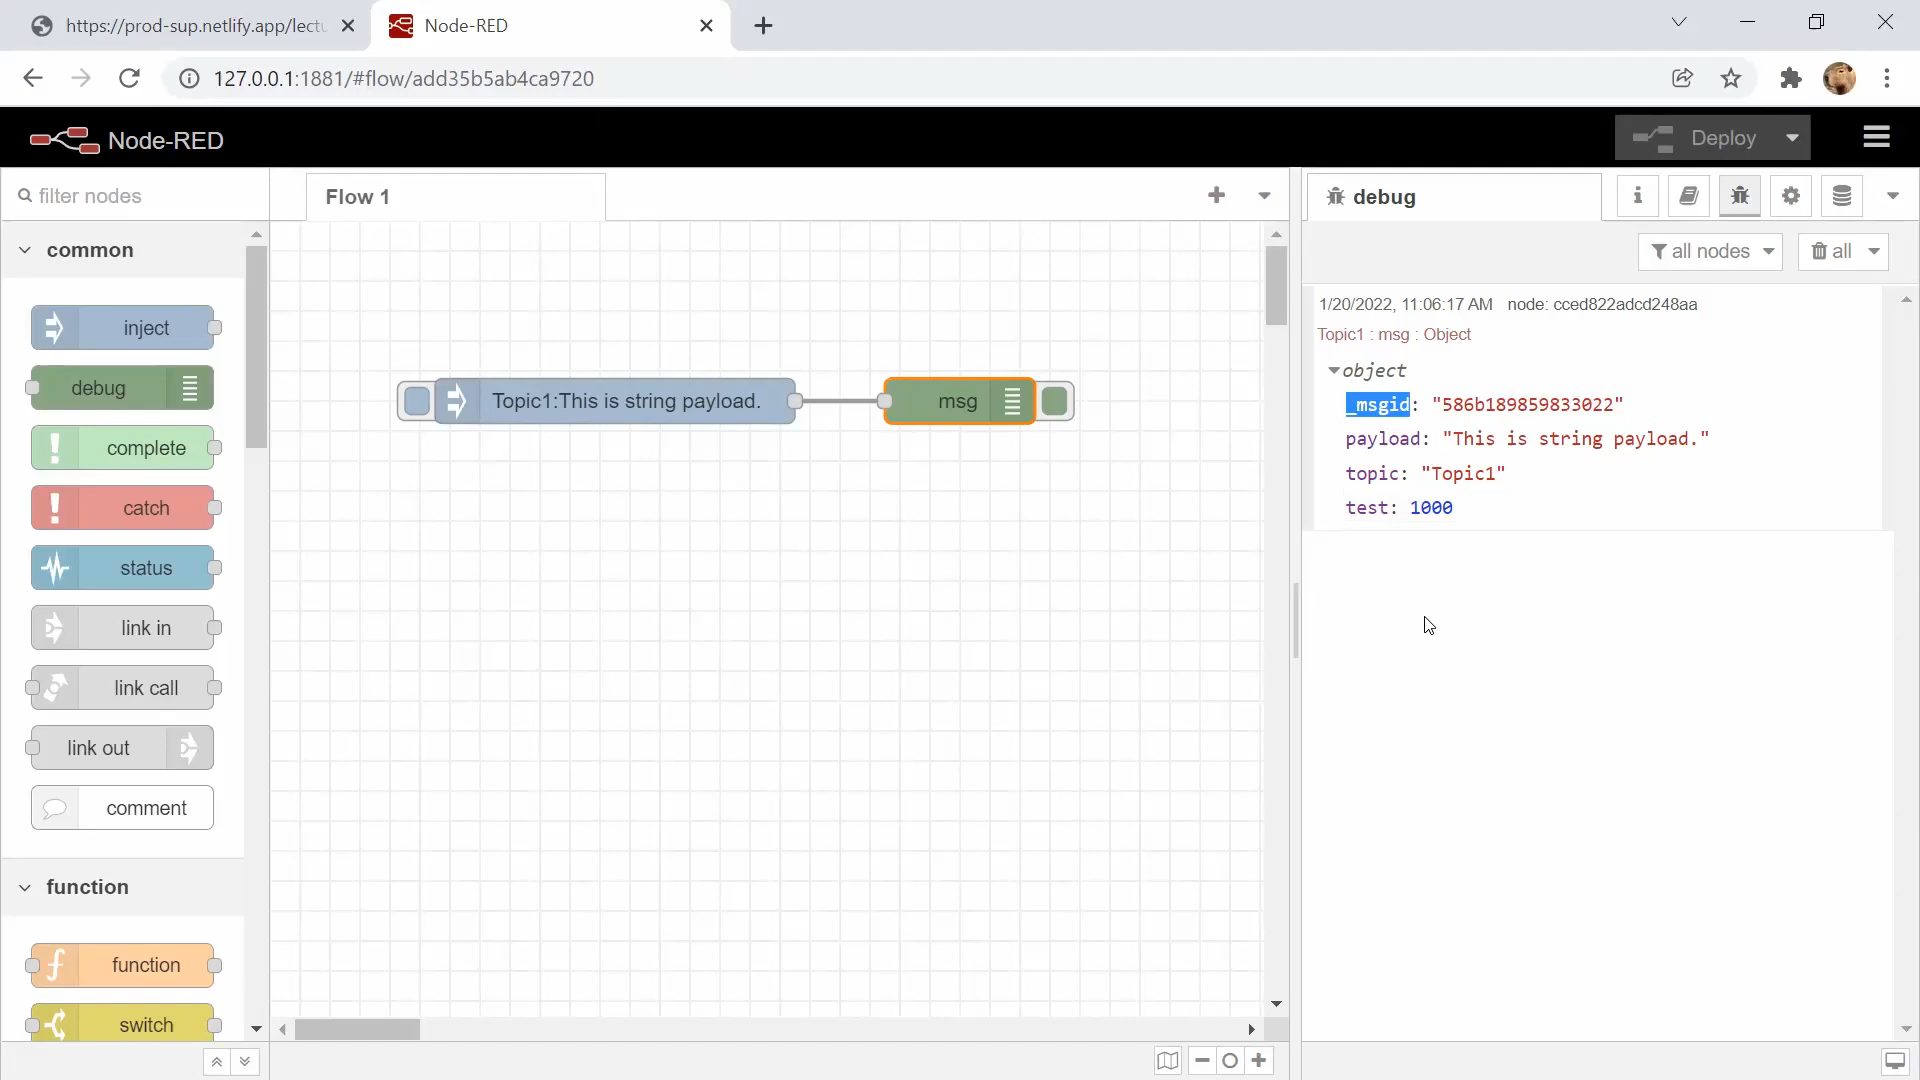 https://prod-sup.netlify.app/lectu
Node-RED
127.0.0.1:1881/#flow/add35b5ab4ca9720
Node-RED
Deploy
filter nodes
Flow 1
debug
i
common
all nodes
all
inject
debug
complete
catch
status
link in
link call
link out
comment
function
function
switch
Topic1:This is string payload.
msg
1/20/2022, 11:06:17 AM node: cced822adcd248aa
Topic1 : msg : Object
object
_msgid: "586b189859833022"
payload: "This is string payload."
topic: "Topic1"
test: 1000